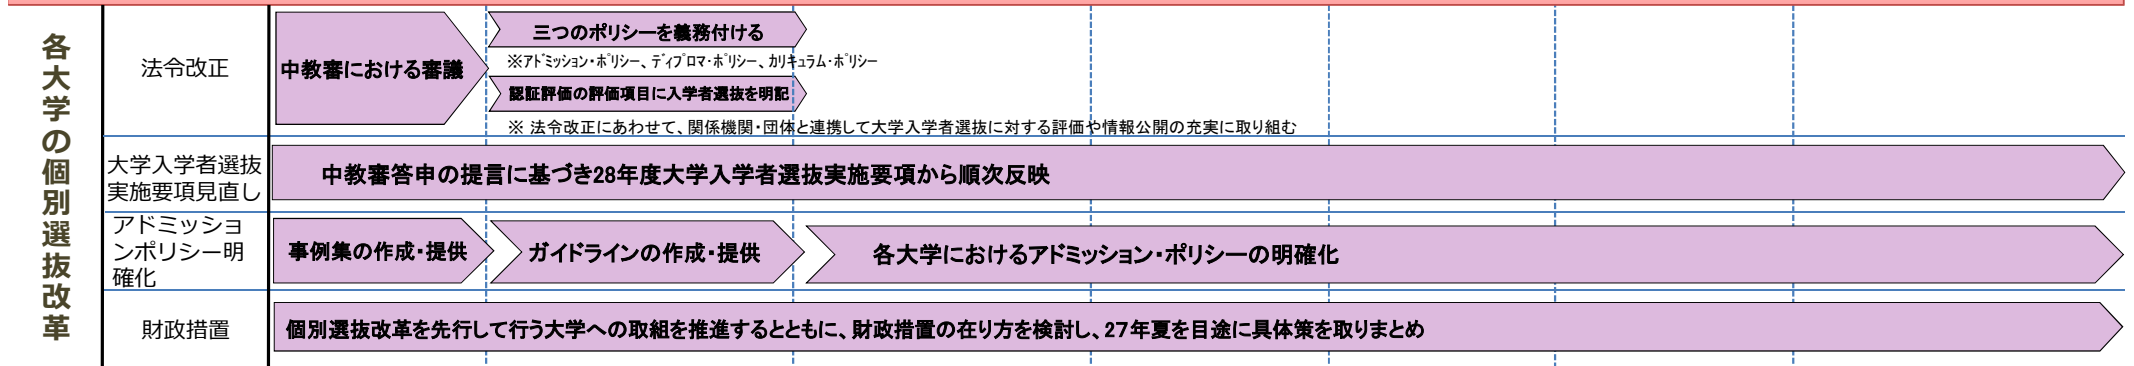 各大学の個別選抜改革
法令改正
中教審における審議
三つのポリシーを義務付ける
※ｱﾄﾞﾐｯｼｮﾝ・ﾎﾟﾘｼｰ、ﾃﾞｨﾌﾟﾛﾏ・ﾎﾟﾘｼｰ、ｶﾘｷｭﾗﾑ・ﾎﾟﾘｼｰ
認証評価の評価項目に入学者選抜を明記
※ 法令改正にあわせて、関係機関・団体と連携して大学入学者選抜に対する評価や情報公開の充実に取り組む
大学入学者選抜
実施要項見直し
中教審答申の提言に基づき28年度大学入学者選抜実施要項から順次反映
アドミッショ
ンポリシー明
確化
事例集の作成・提供
ガイドラインの作成・提供
各大学におけるアドミッション・ポリシーの明確化
財政措置
個別選抜改革を先行して行う大学への取組を推進するとともに、財政措置の在り方を検討し、27年夏を目途に具体策を取りまとめ